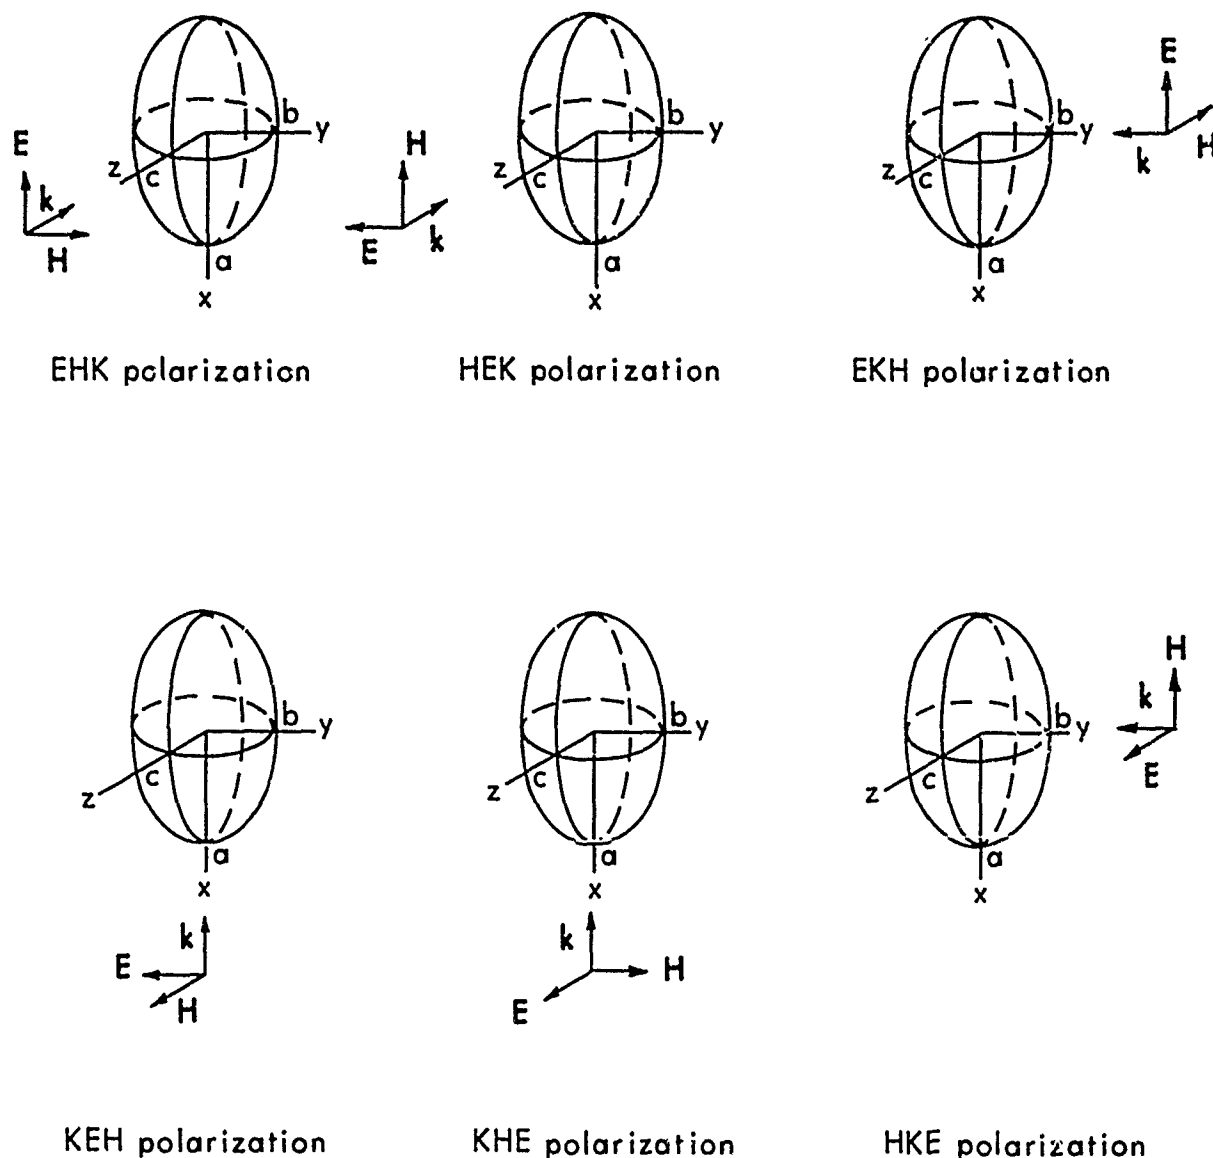 E
k
H
z
c
b
y
a
x
EHK polarization
H
E
k
z
c
b
y
a
x
HEK polarization
E
k
H
z
c
b
y
a
x
EKH polarization
z
c
b
y
a
x
k
E
H
KEH polarization
z
c
b
y
a
x
k
H
E
KHE polarization
H
k
E
z
c
b
y
a
x
HKE polarization